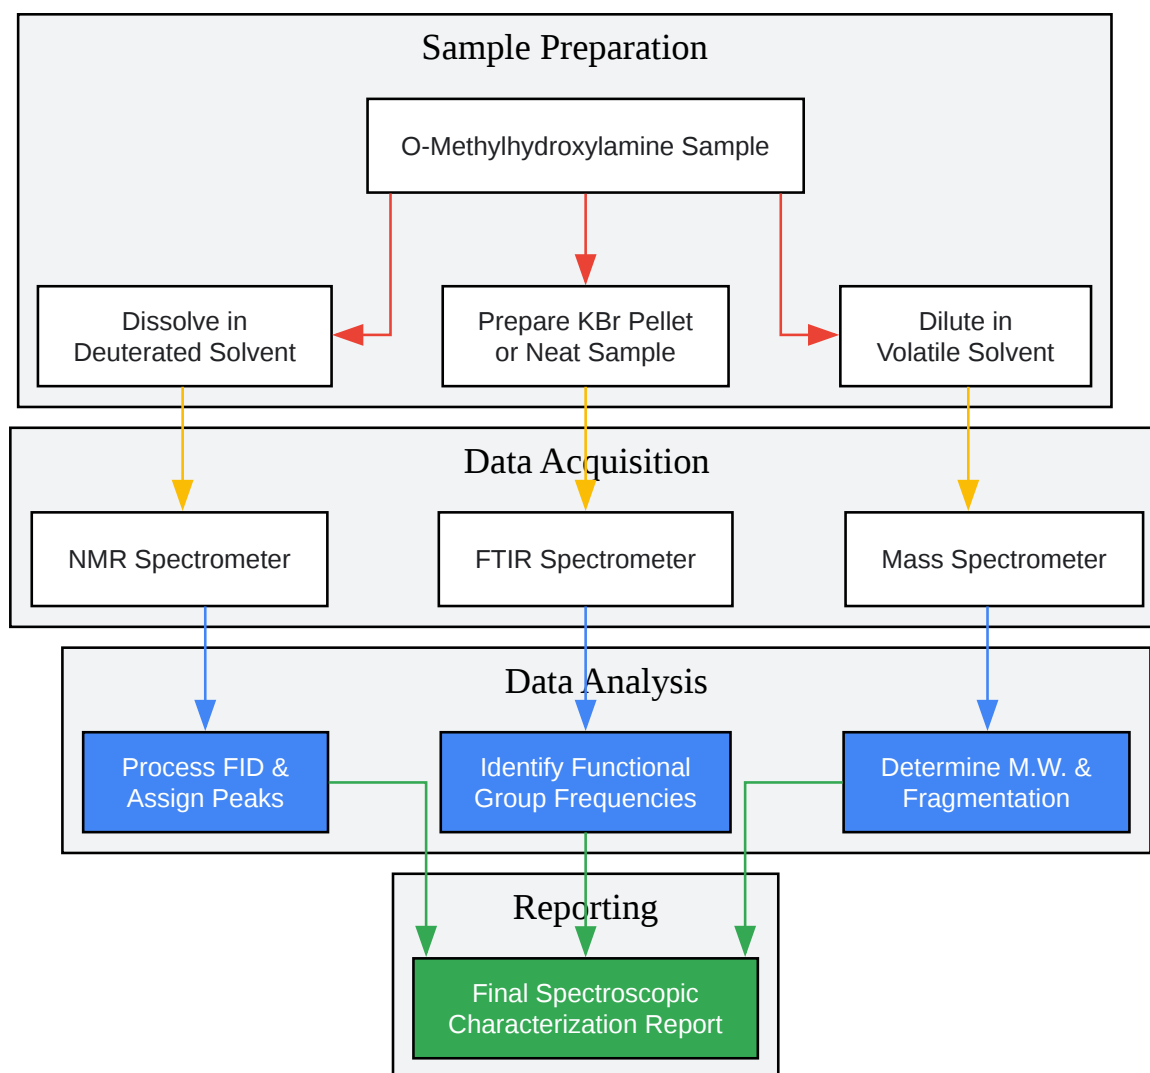 Sample Preparation
O-Methylhydroxylamine Sample
Dissolve in
Deuterated Solvent
Prepare KBr Pellet
or Neat Sample
Dilute in
Volatile Solvent
Data Acquisition
NMR Spectrometer
FTIR Spectrometer
Mass Spectrometer
Data Analysis
Process FID &
Assign Peaks
Identify Functional
Group Frequencies
Determine M.W. &
Fragmentation
Reporting
Final Spectroscopic
Characterization Report